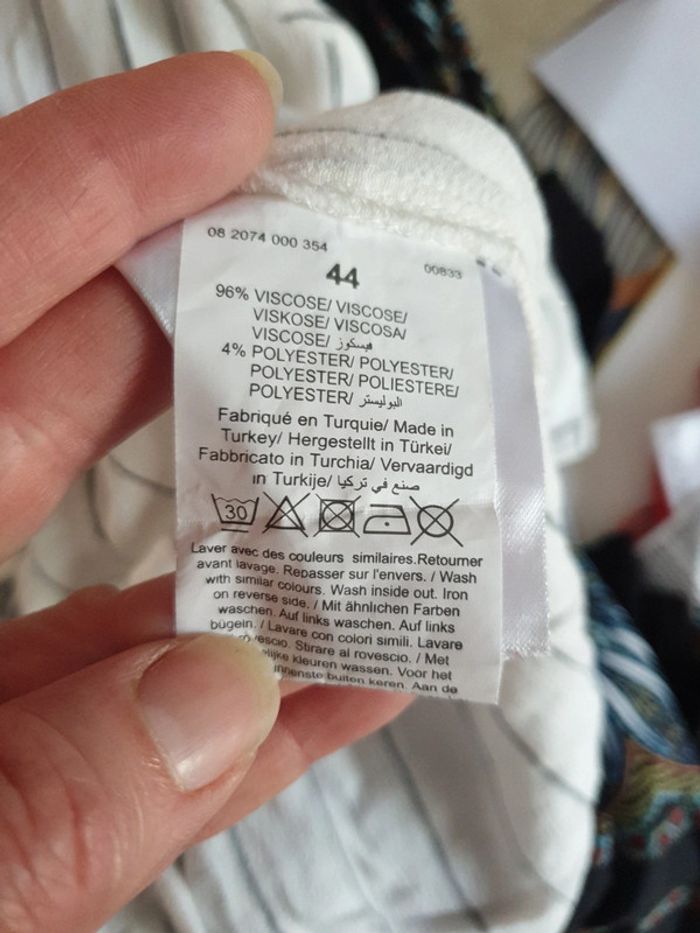 08 2074 000 354
44 00833
96% VISCOSE/ VISCOSE/
VISKOSE/ VISCOSA/
VISCOSE/ فيسكوز
4% POLYESTER/ POLYESTER/
POLYESTER/ POLIESTERE/
POLYESTER/ البوليستر
Fabriqué en Turquie/ Made in
Turkey/ Hergestellt in Türkei/
Fabbricato in Turchia/ Vervaardigd
in Turkije/ صنع في تركيا
30
Laver avec des couleurs similaires.Retourner
avant lavage. Repasser sur l'envers. / Wash
with similar colours. Wash inside out. Iron
on reverse side. / Mit ähnlichen Farben
waschen. Auf links waschen. Auf links
bügeln. / Lavare con colori simili. Lavare
Stirare al rovescio. / Met
kleuren wassen. Voor het
buiten keren. Aan de